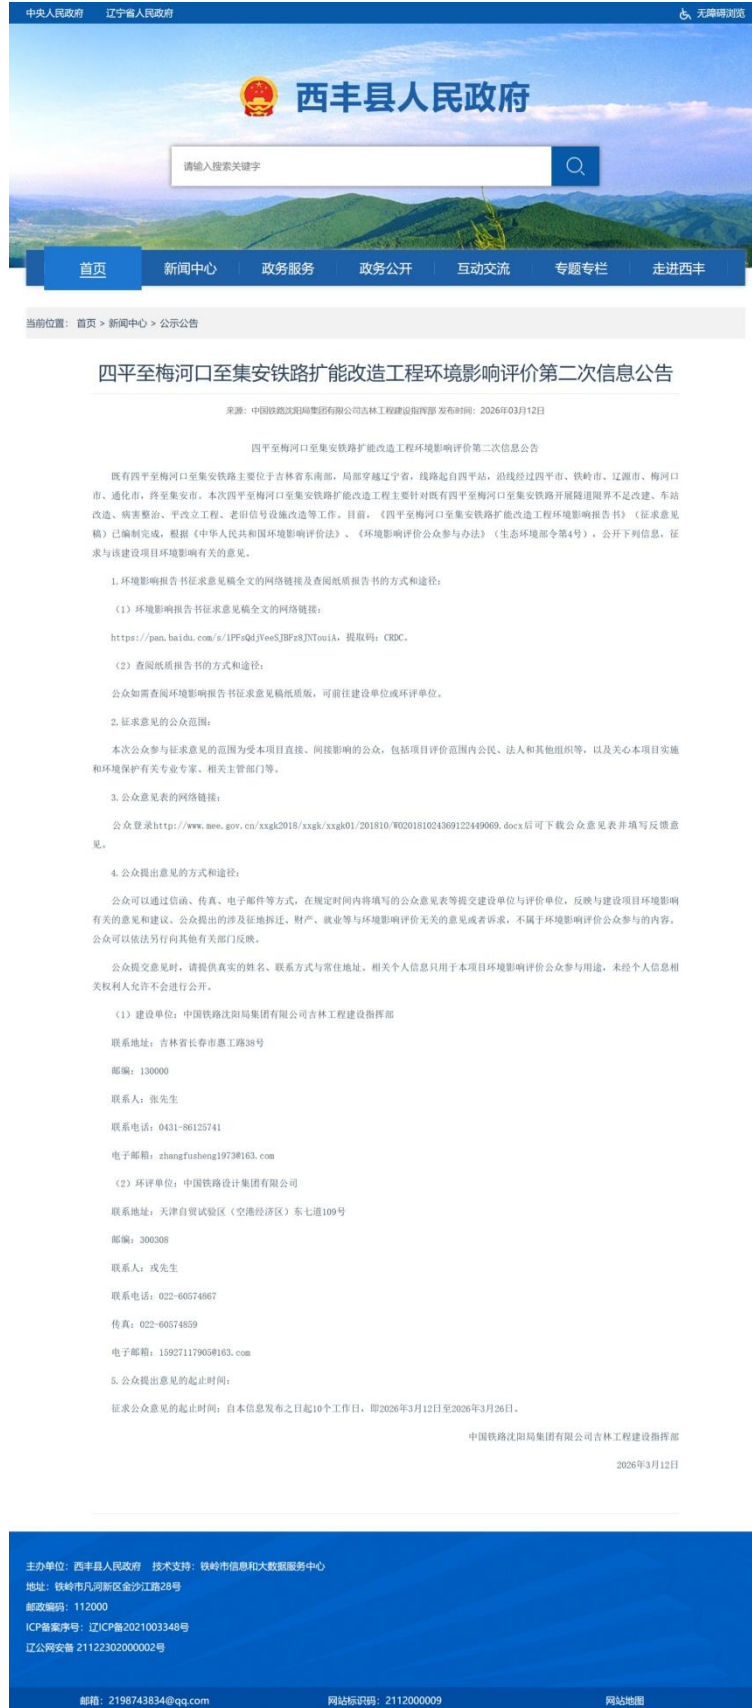 中央人民政府 辽宁省人民政府 无障碍浏览
西丰县人民政府
请输入搜索关键字
首页 新闻中心 政务服务 政务公开 互动交流 专题专栏 走进西丰
当前位置： 首页 > 新闻中心 > 公示公告
四平至梅河口至集安铁路扩能改造工程环境影响评价第二次信息公告
来源：中国铁路沈阳局集团有限公司吉林工程建设指挥部 发布时间：2026年03月12日
四平至梅河口至集安铁路扩能改造工程环境影响评价第二次信息公告
既有四平至梅河口至集安铁路主要位于吉林省东南部，局部穿越辽宁省，线路起自四平站，沿线经过四平市、铁岭市、辽源市、梅河口
市、通化市，终至集安市。本次四平至梅河口至集安铁路扩能改造工程主要针对既有四平至梅河口至集安铁路开展隧道限界不足改建、车站
改造、病害整治、平改立工程、老旧信号设施改造等工作。目前，《四平至梅河口至集安铁路扩能改造工程环境影响报告书》（征求意见
稿）已编制完成，根据《中华人民共和国环境影响评价法》、《环境影响评价公众参与办法》（生态环境部令第4号），公开下列信息，征
求与该建设项目环境影响有关的意见。
1.环境影响报告书征求意见稿全文的网络链接及查阅纸质报告书的方式和途径：
（1）环境影响报告书征求意见稿全文的网络链接：
https://pan.baidu.com/s/1PFsQdjVeeSJBFz8JNTouiA，提取码：CRDC。
（2）查阅纸质报告书的方式和途径：
公众如需查阅环境影响报告书征求意见稿纸质版，可前往建设单位或环评单位。
2.征求意见的公众范围：
本次公众参与征求意见的范围为受本项目直接、间接影响的公众，包括项目评价范围内公民、法人和其他组织等，以及关心本项目实施
和环境保护有关专业专家、相关主管部门等。
3.公众意见表的网络链接：
公众登录http://www.mee.gov.cn/xxgk2018/xxgk/xxgk01/201810/W020181024369122449069.docx后可下载公众意见表并填写反馈意
见。
4.公众提出意见的方式和途径：
公众可以通过信函、传真、电子邮件等方式，在规定时间内将填写的公众意见表等提交建设单位与评价单位，反映与建设项目环境影响
有关的意见和建议。公众提出的涉及征地拆迁、财产、就业等与环境影响评价无关的意见或者诉求，不属于环境影响评价公众参与的内容。
公众可以依法另行向其他有关部门反映。
公众提交意见时，请提供真实的姓名、联系方式与常住地址。相关个人信息只用于本项目环境影响评价公众参与用途，未经个人信息相
关权利人允许不会进行公开。
（1）建设单位：中国铁路沈阳局集团有限公司吉林工程建设指挥部
联系地址：吉林省长春市惠工路38号
邮编：130000
联系人：张先生
联系电话：0431-86125741
电子邮箱：zhangfusheng1973@163.com
（2）环评单位：中国铁路设计集团有限公司
联系地址：天津自贸试验区（空港经济区）东七道109号
邮编：300308
联系人：戎先生
联系电话：022-60574867
传真：022-60574859
电子邮箱：15927117905@163.com
5.公众提出意见的起止时间：
征求公众意见的起止时间：自本信息发布之日起10个工作日，即2026年3月12日至2026年3月26日。
中国铁路沈阳局集团有限公司吉林工程建设指挥部
2026年3月12日
主办单位：西丰县人民政府 技术支持：铁岭市信息和大数据服务中心
地址：铁岭市凡河新区金沙江路28号
邮政编码：112000
ICP备案序号：辽ICP备2021003348号
辽公网安备 21122302000002号
邮箱：2198743834@qq.com 网站标识码：2112000009 网站地图